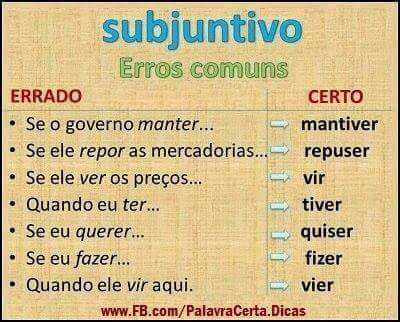 subjuntivo
Erros comuns
ERRADO CERTO
• Se o governo manter... mantiver
• Se ele repor as mercadorias... repuser
• Se ele ver os preços... vir
• Quando eu ter... tiver
• Se eu querer... quiser
• Se eu fazer... fizer
• Quando ele vir aqui. vier
www.FB.com/PalavraCerta.Dicas